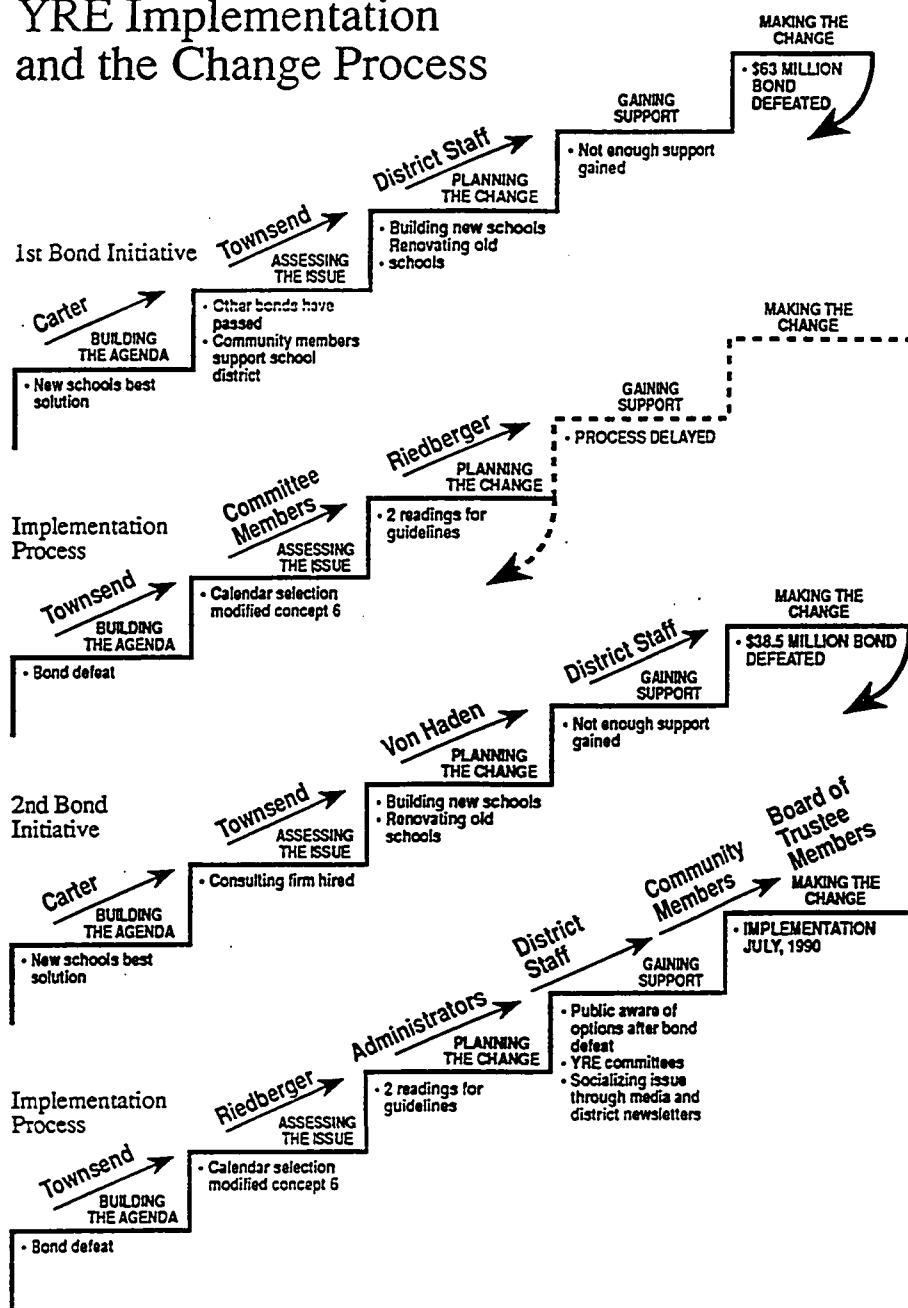 YRE Implementation
and the Change Process
MAKING THE
CHANGE
• $63 MILLION
BOND
DEFEATED
GAINING
SUPPORT
• Not enough support
gained
District Staff
PLANNING
THE CHANGE
• Building new schools
Renovating old
• schools
1st Bond Initiative
Townsend
ASSESSING
THE ISSUE
• Other bonds have
passed
• Community members
support school
district
Carter
BUILDING
THE AGENDA
• New schools best
solution
MAKING THE
CHANGE
GAINING
SUPPORT
• PROCESS DELAYED
Riedberger
PLANNING
THE CHANGE
• 2 readings for
guidelines
Committee
Members
ASSESSING
THE ISSUE
• Calendar selection
modified concept 6
Implementation
Process
Townsend
BUILDING
THE AGENDA
• Bond defeat
MAKING THE
CHANGE
• $38.5 MILLION BOND
DEFEATED
District Staff
GAINING
SUPPORT
• Not enough support
gained
Von Haden
PLANNING
THE CHANGE
• Building new schools
• Renovating old
schools
2nd Bond
Initiative
Townsend
ASSESSING
THE ISSUE
• Consulting firm hired
Carter
BUILDING
THE AGENDA
• New schools best
solution
Board of
Trustee
Members
MAKING THE
CHANGE
• IMPLEMENTATION
JULY, 1990
Community
Members
GAINING
SUPPORT
• Public aware of
options after bond
defeat
• YRE committees
• Socializing issue
through media and
district newsletters
District
Staff
Administrators
PLANNING
THE CHANGE
• 2 readings for
guidelines
Implementation
Process
Riedberger
ASSESSING
THE ISSUE
• Calendar selection
modified concept 6
Townsend
BUILDING
THE AGENDA
• Bond defeat